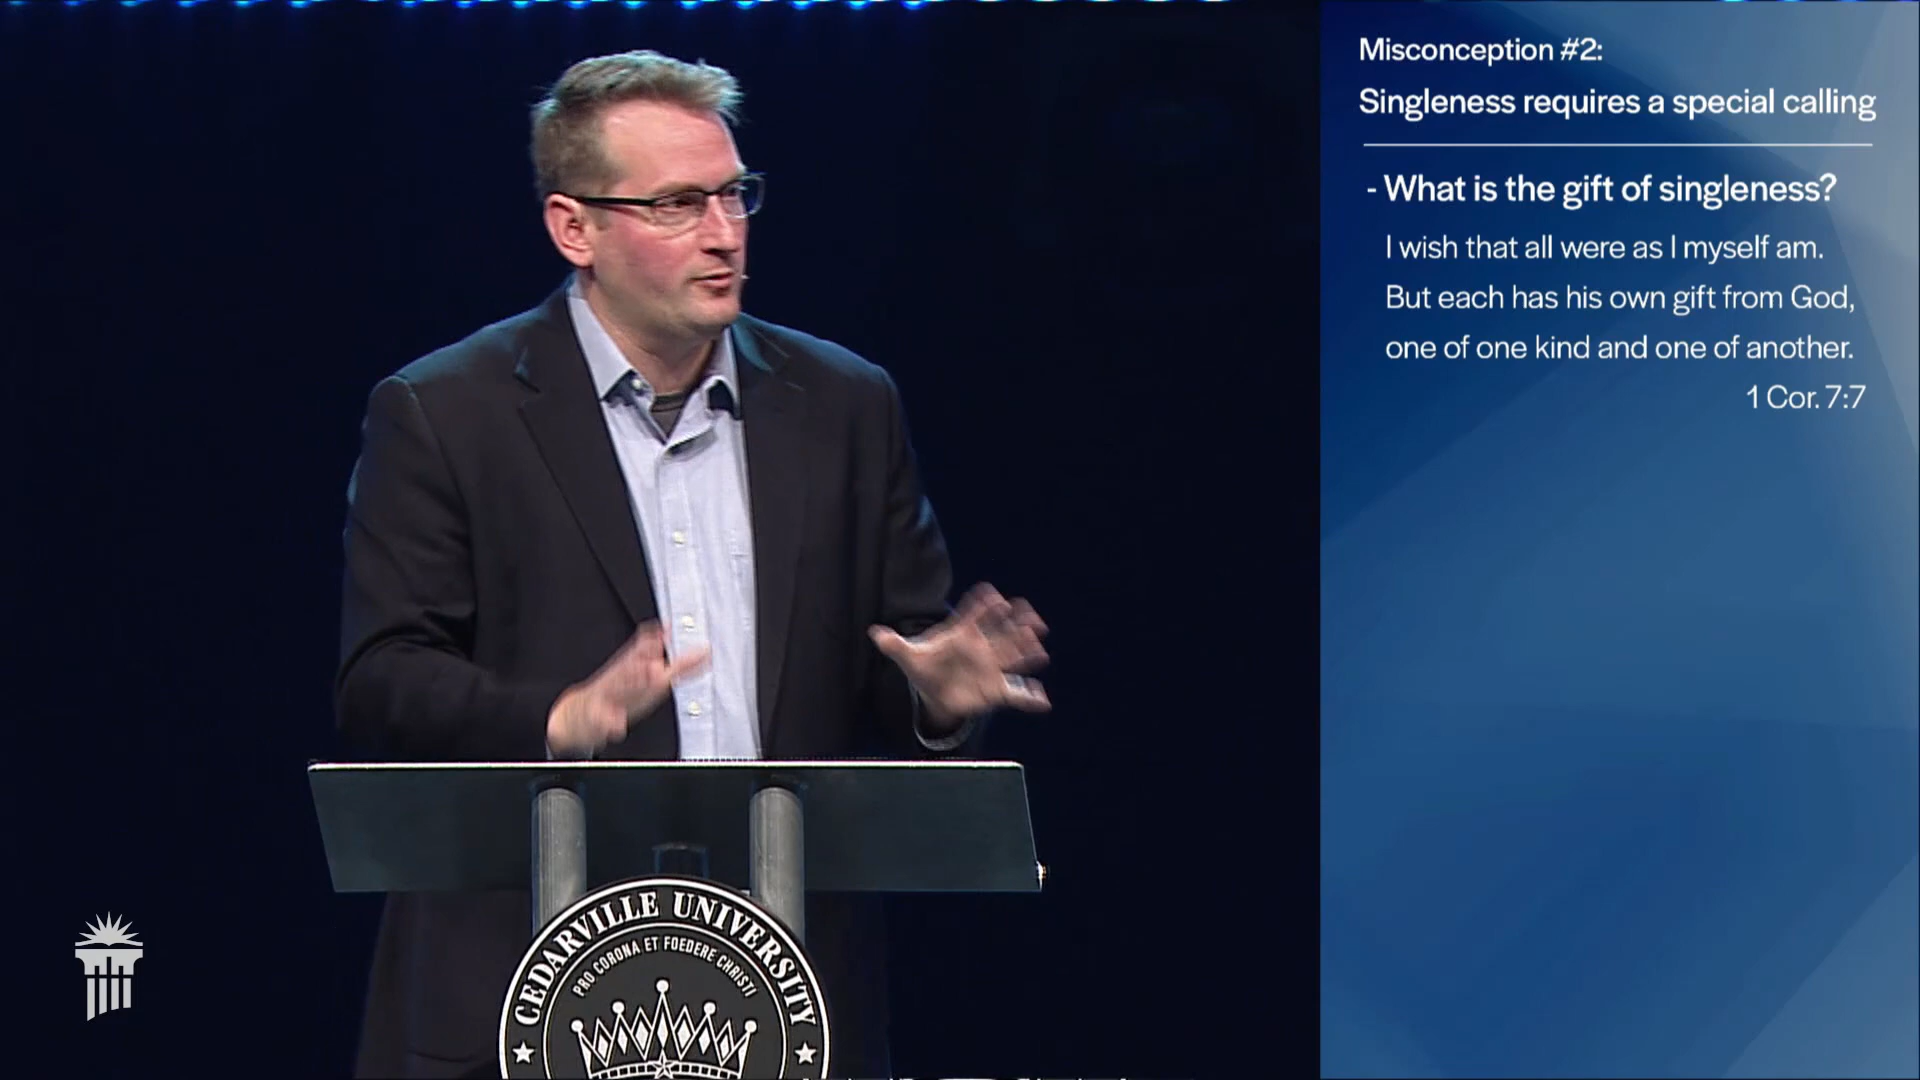 Misconception #2:
Singleness requires a special calling
- What is the gift of singleness?
I wish that all were as I myself am.
But each has his own gift from God,
one of one kind and one of another.
1 Cor. 7:7
CEDARVILLE UNIVERSITY
PRO CORONA ET FOEDERE CHRISTI